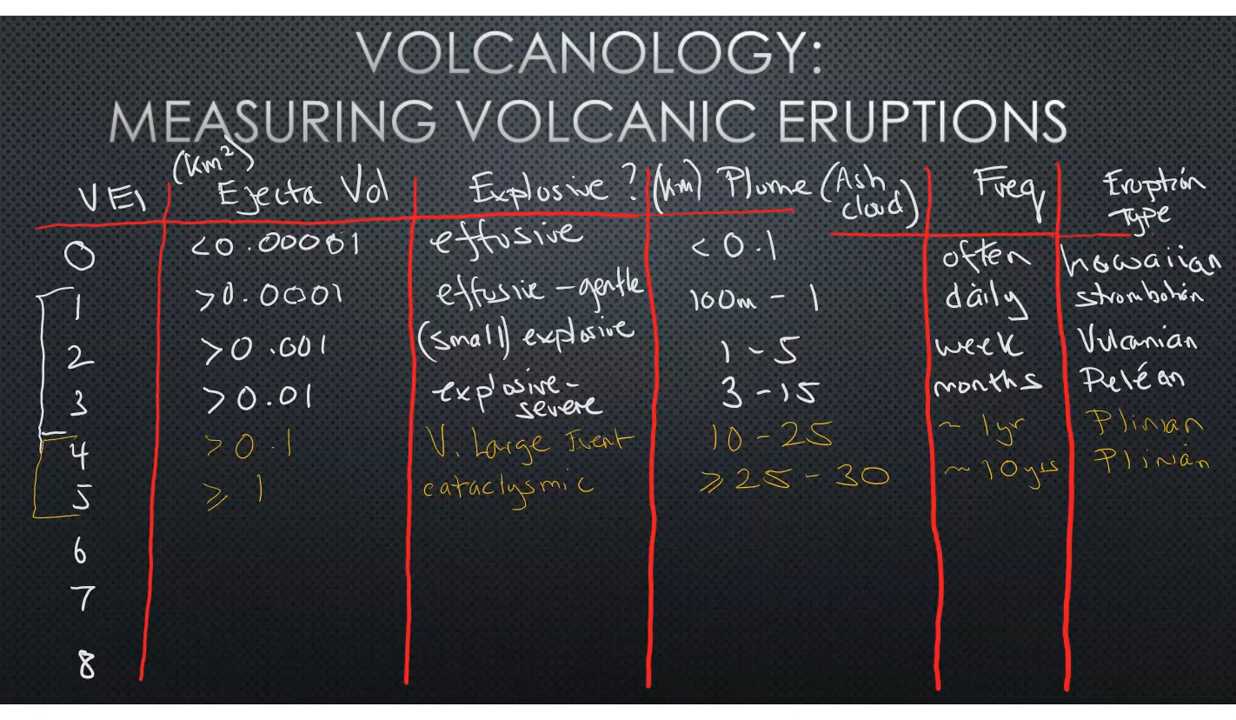 VOLCANOLOGY:
MEASURING VOLCANIC ERUPTIONS
VEI | (km²) Ejecta Vol | Explosive? | (km) Plume (Ash cloud) | Freq | Eruption Type
0 | <0.00001 | effusive | <0.1 | often | howaiian
1 | >0.0001 | effusive - gentle | 100m - 1 | daily | strombolian
2 | >0.001 | (small) explosive | 1-5 | week | Vulcanian
3 | >0.01 | explosive - severe | 3-15 | months | Peléan
4 | >0.1 | V. Large Event | 10-25 | ~ 1yr | Plinian
5 | ⩾ 1 | cataclysmic | ⩾ 25-30 | ~ 10yrs | Plinian
6
7
8